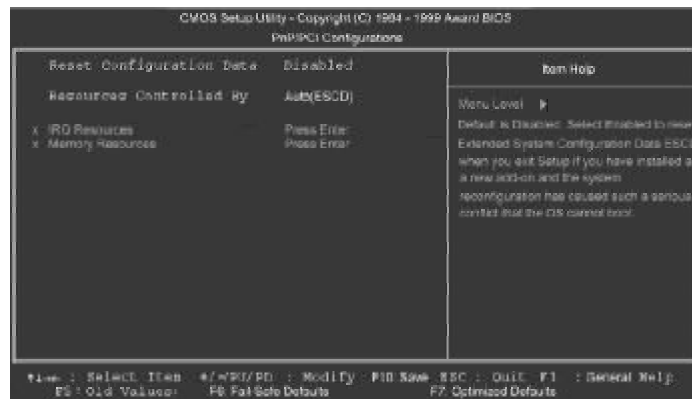 CMOS Setup Utility - Copyright (C) 1984 - 1999 Award BIOS
PnP/PCI Configurations
Reset Configuration Data Disabled
Resources Controlled By Auto(ESCD)
x IRQ Resources Press Enter
x Memory Resources Press Enter
Item Help
Menu Level
Default is Disabled. Select Enabled to rese
Extended System Configuration Data ESC
when you exit Setup if you have installed a
a new add-on and the system
reconfiguration has caused such a serious
conflict that the OS cannot boot.
: Select Item +/-/PU/PD : Modify F10 Save ESC : Quit F1 : General Help
F5 : Old Values: F6: Fail-Safe Defaults F7: Optimized Defaults